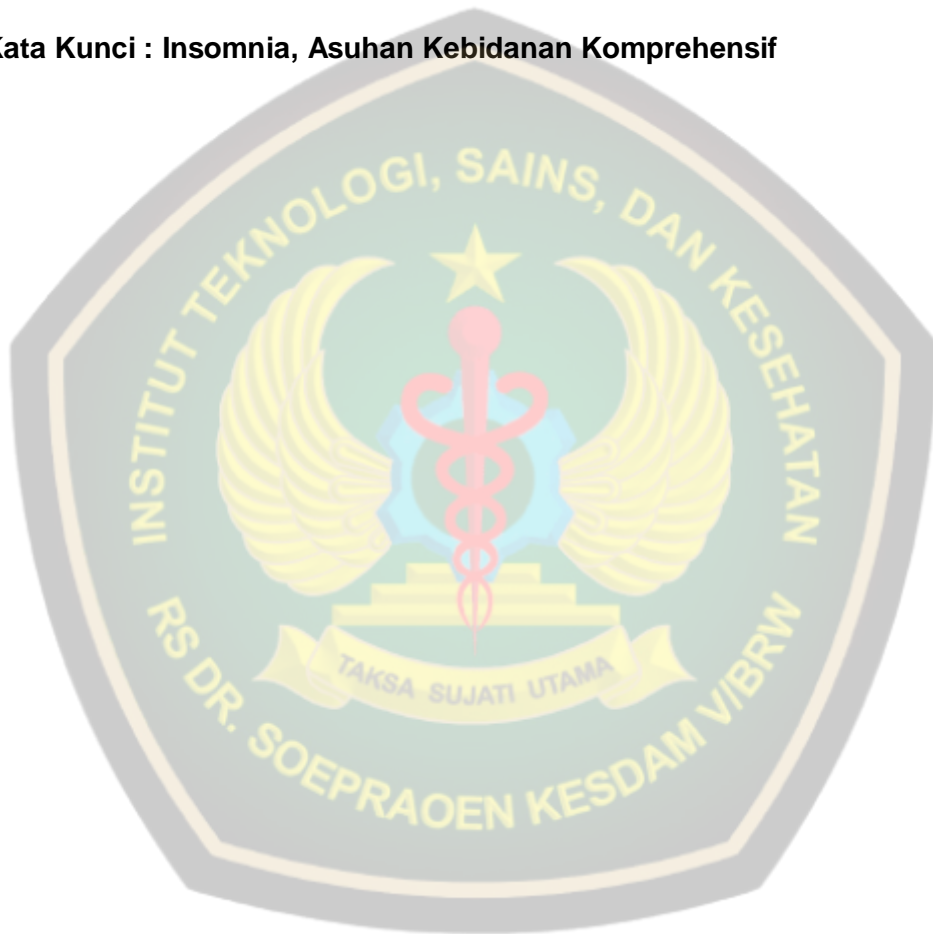 Kata Kunci : Insomnia, Asuhan Kebidanan Komprehensif
INSTITUT TEKNOLOGI, SAINS, DAN KESEHATAN
TAKSA SUJATI UTAMA
RS DR. SOEPRAOEN KESDAM V/BRW